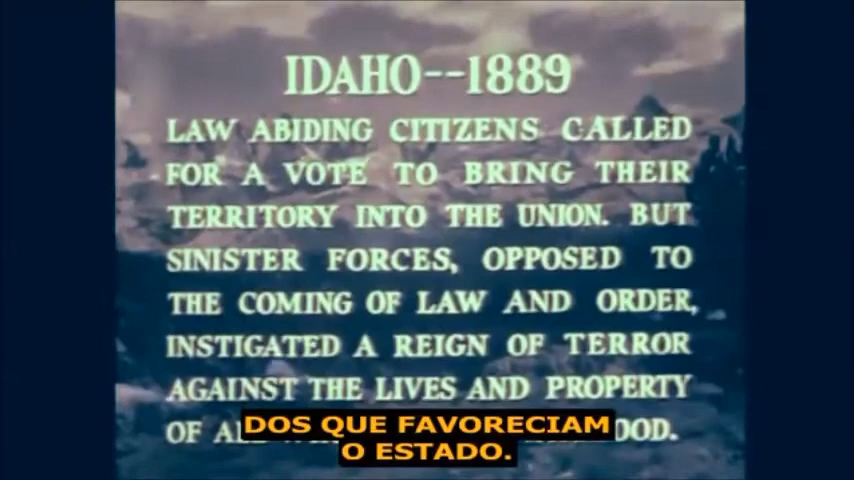 IDAHO--1889
LAW ABIDING CITIZENS CALLED
FOR A VOTE TO BRING THEIR
TERRITORY INTO THE UNION. BUT
SINISTER FORCES, OPPOSED TO
THE COMING OF LAW AND ORDER,
INSTIGATED A REIGN OF TERROR
AGAINST THE LIVES AND PROPERTY
OF
DOS QUE FAVORECIAM
O ESTADO.